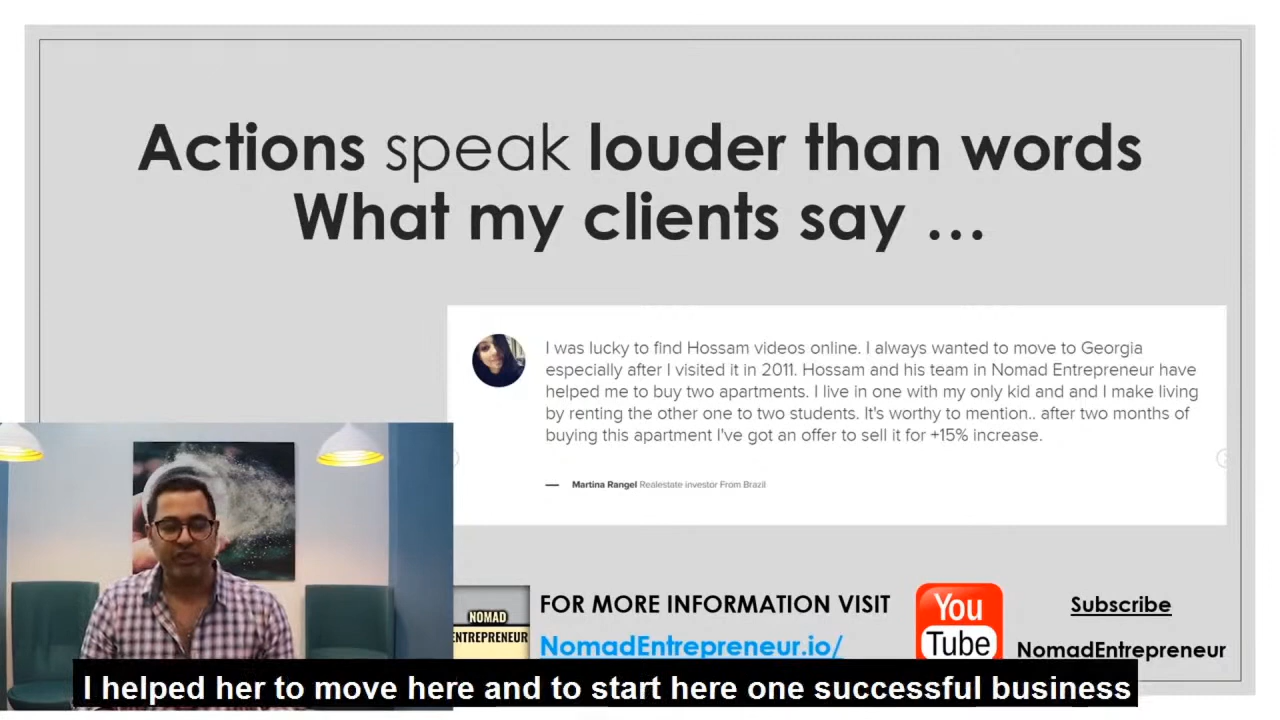 Actions speak louder than words
What my clients say ...
I was lucky to find Hossam videos online. I always wanted to move to Georgia
especially after I visited it in 2011. Hossam and his team in Nomad Entrepreneur have
helped me to buy two apartments. I live in one with my only kid and and I make living
by renting the other one to two students. It's worthy to mention.. after two months of
buying this apartment I've got an offer to sell it for +15% increase.
— Martina Rangel Realestate investor From Brazil
NOMAD
ENTREPRENEUR
FOR MORE INFORMATION VISIT
NomadEntrepreneur.io/
You
Tube
Subscribe
NomadEntrepreneur
I helped her to move here and to start here one successful business